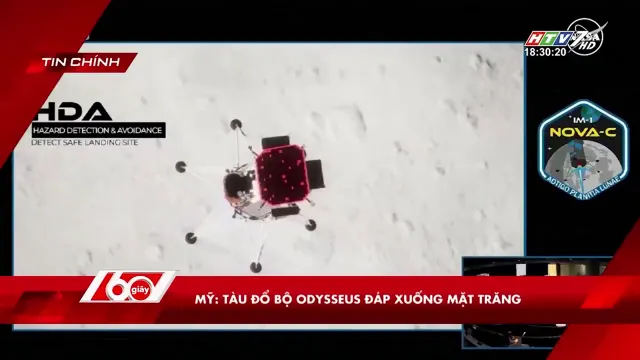 TIN CHÍNH
HTV7
HD
18:30:20
HDA
HAZARD DETECTION & AVOIDANCE
DETECT SAFE LANDING SITE
IM-1
NOVA-C
60 giây
MỸ: TÀU ĐỔ BỘ ODYSSEUS ĐÁP XUỐNG MẶT TRĂNG